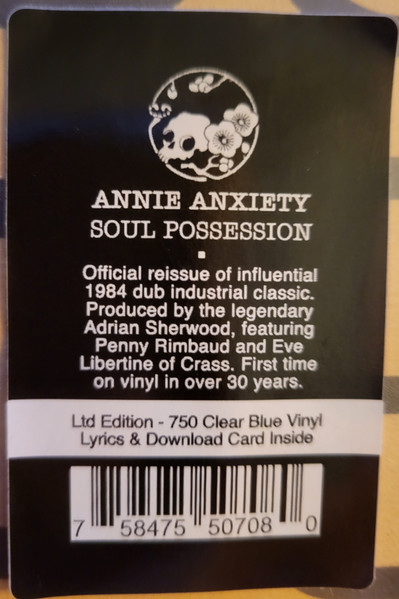 ANNIE ANXIETY
SOUL POSSESSION
Official reissue of influential
1984 dub industrial classic.
Produced by the legendary
Adrian Sherwood, featuring
Penny Rimbaud and Eve
Libertine of Crass. First time
on vinyl in over 30 years.
Ltd Edition - 750 Clear Blue Vinyl
Lyrics & Download Card Inside
7 58475 50708 0